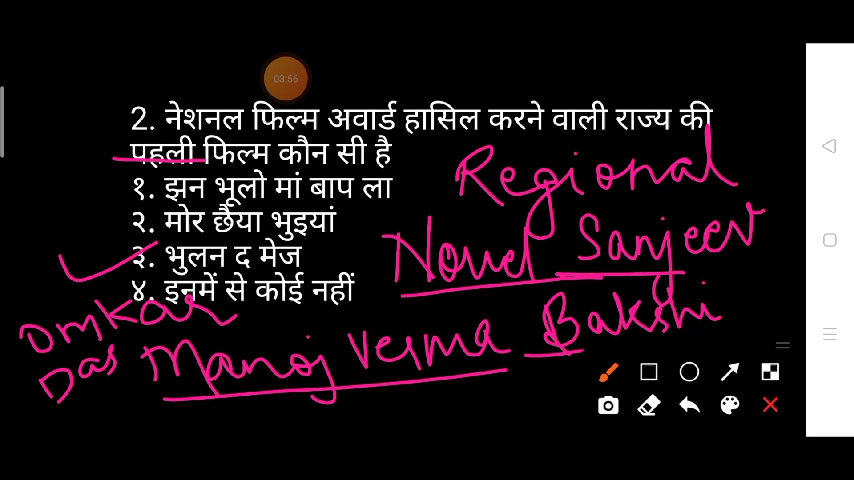 03:55
2. नेशनल फिल्म अवार्ड हासिल करने वाली राज्य की
पहली फिल्म कौन सी है
१. झन भूलो मां बाप ला
२. मोर छैंया भुइयां
३. भुलन द मेज
४. इनमें से कोई नहीं
Regional
Novel Sanjeev
Bakshi
Omkar
Das Manoj Verma